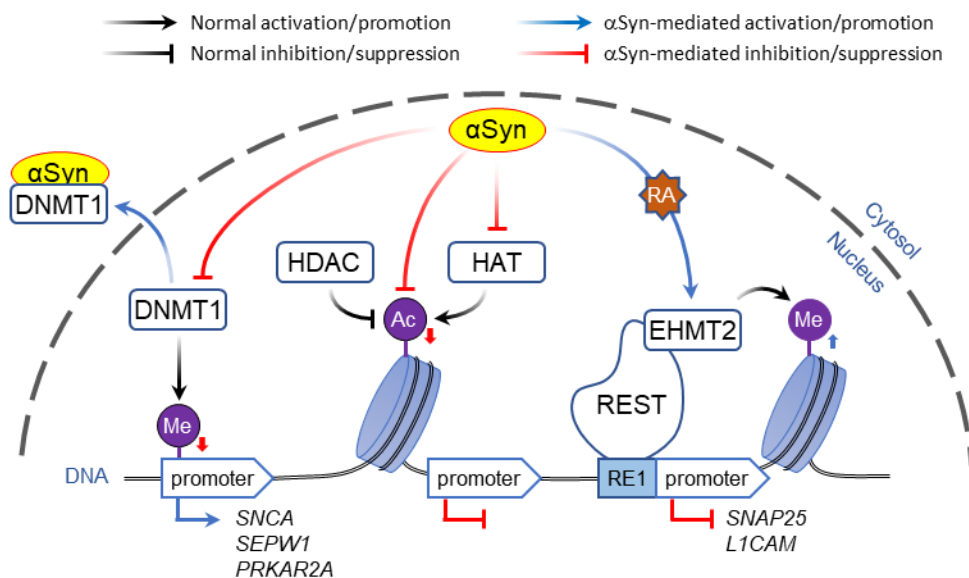 Normal activation/promotion
αSyn-mediated activation/promotion
Normal inhibition/suppression
αSyn-mediated inhibition/suppression
αSyn
αSyn
DNMT1
RA
Cytosol
Nucleus
HDAC
HAT
DNMT1
Ac
EHMT2
Me
REST
Me
DNA
promoter
promoter
RE1
promoter
SNCA
SEPW1
PRKAR2A
SNAP25
L1CAM